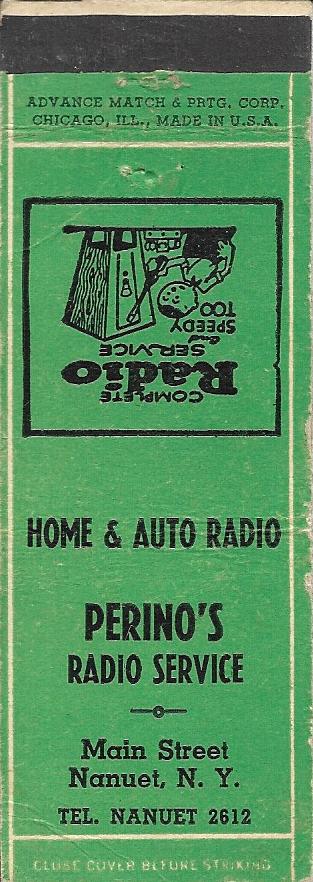 ADVANCE MATCH & PRTG. CORP.
CHICAGO, ILL., MADE IN U.S.A.
COMPLETE
Radio
SERVICE
and
SPEEDY
TOO
HOME & AUTO RADIO
PERINO'S
RADIO SERVICE
Main Street
Nanuet, N. Y.
TEL. NANUET 2612
CLOSE COVER BEFORE STRIKING